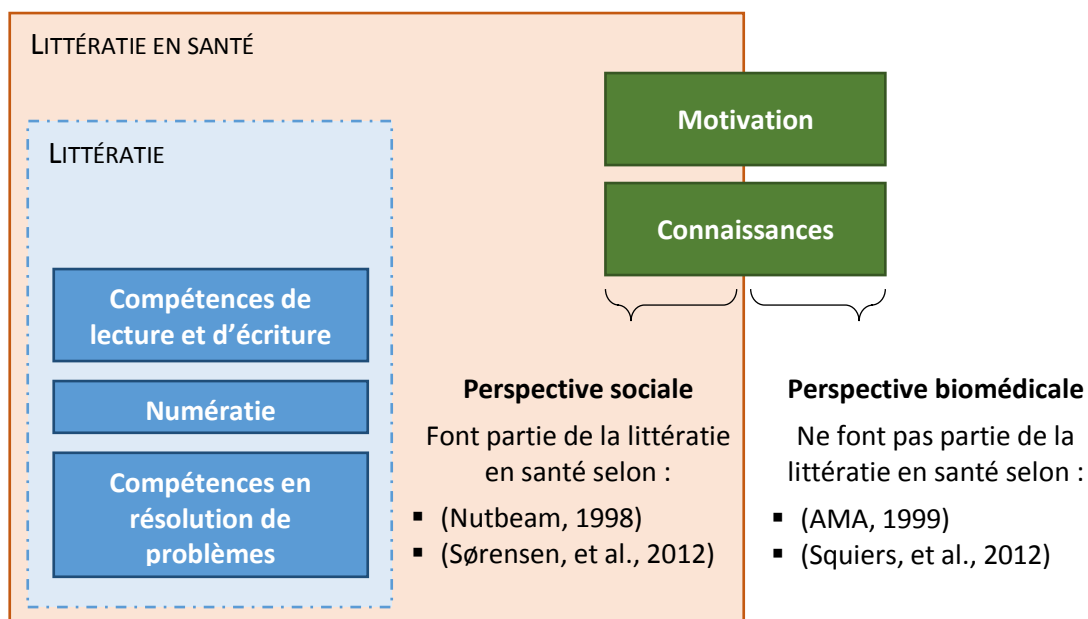 LITTÉRATIE EN SANTÉ
Motivation
LITTÉRATIE
Connaissances
Compétences de
lecture et d’écriture
Numératie
Compétences en
résolution de
problèmes
Perspective sociale
Font partie de la littératie
en santé selon :
▪ (Nutbeam, 1998)
▪ (Sørensen, et al., 2012)
Perspective biomédicale
Ne font pas partie de la
littératie en santé selon :
▪ (AMA, 1999)
▪ (Squiers, et al., 2012)